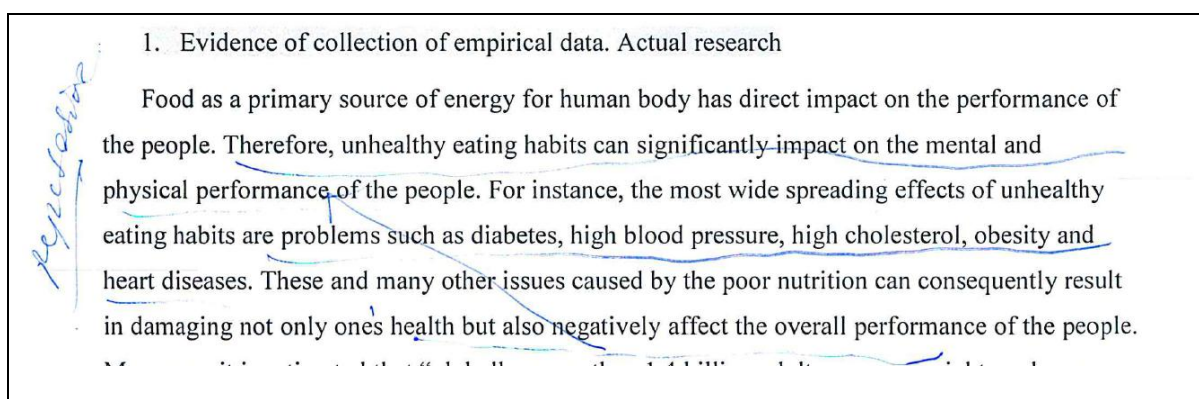 repetition
1. Evidence of collection of empirical data. Actual research
Food as a primary source of energy for human body has direct impact on the performance of
the people. Therefore, unhealthy eating habits can significantly impact on the mental and
physical performance of the people. For instance, the most wide spreading effects of unhealthy
eating habits are problems such as diabetes, high blood pressure, high cholesterol, obesity and
heart diseases. These and many other issues caused by the poor nutrition can consequently result
in damaging not only one's health but also negatively affect the overall performance of the people.